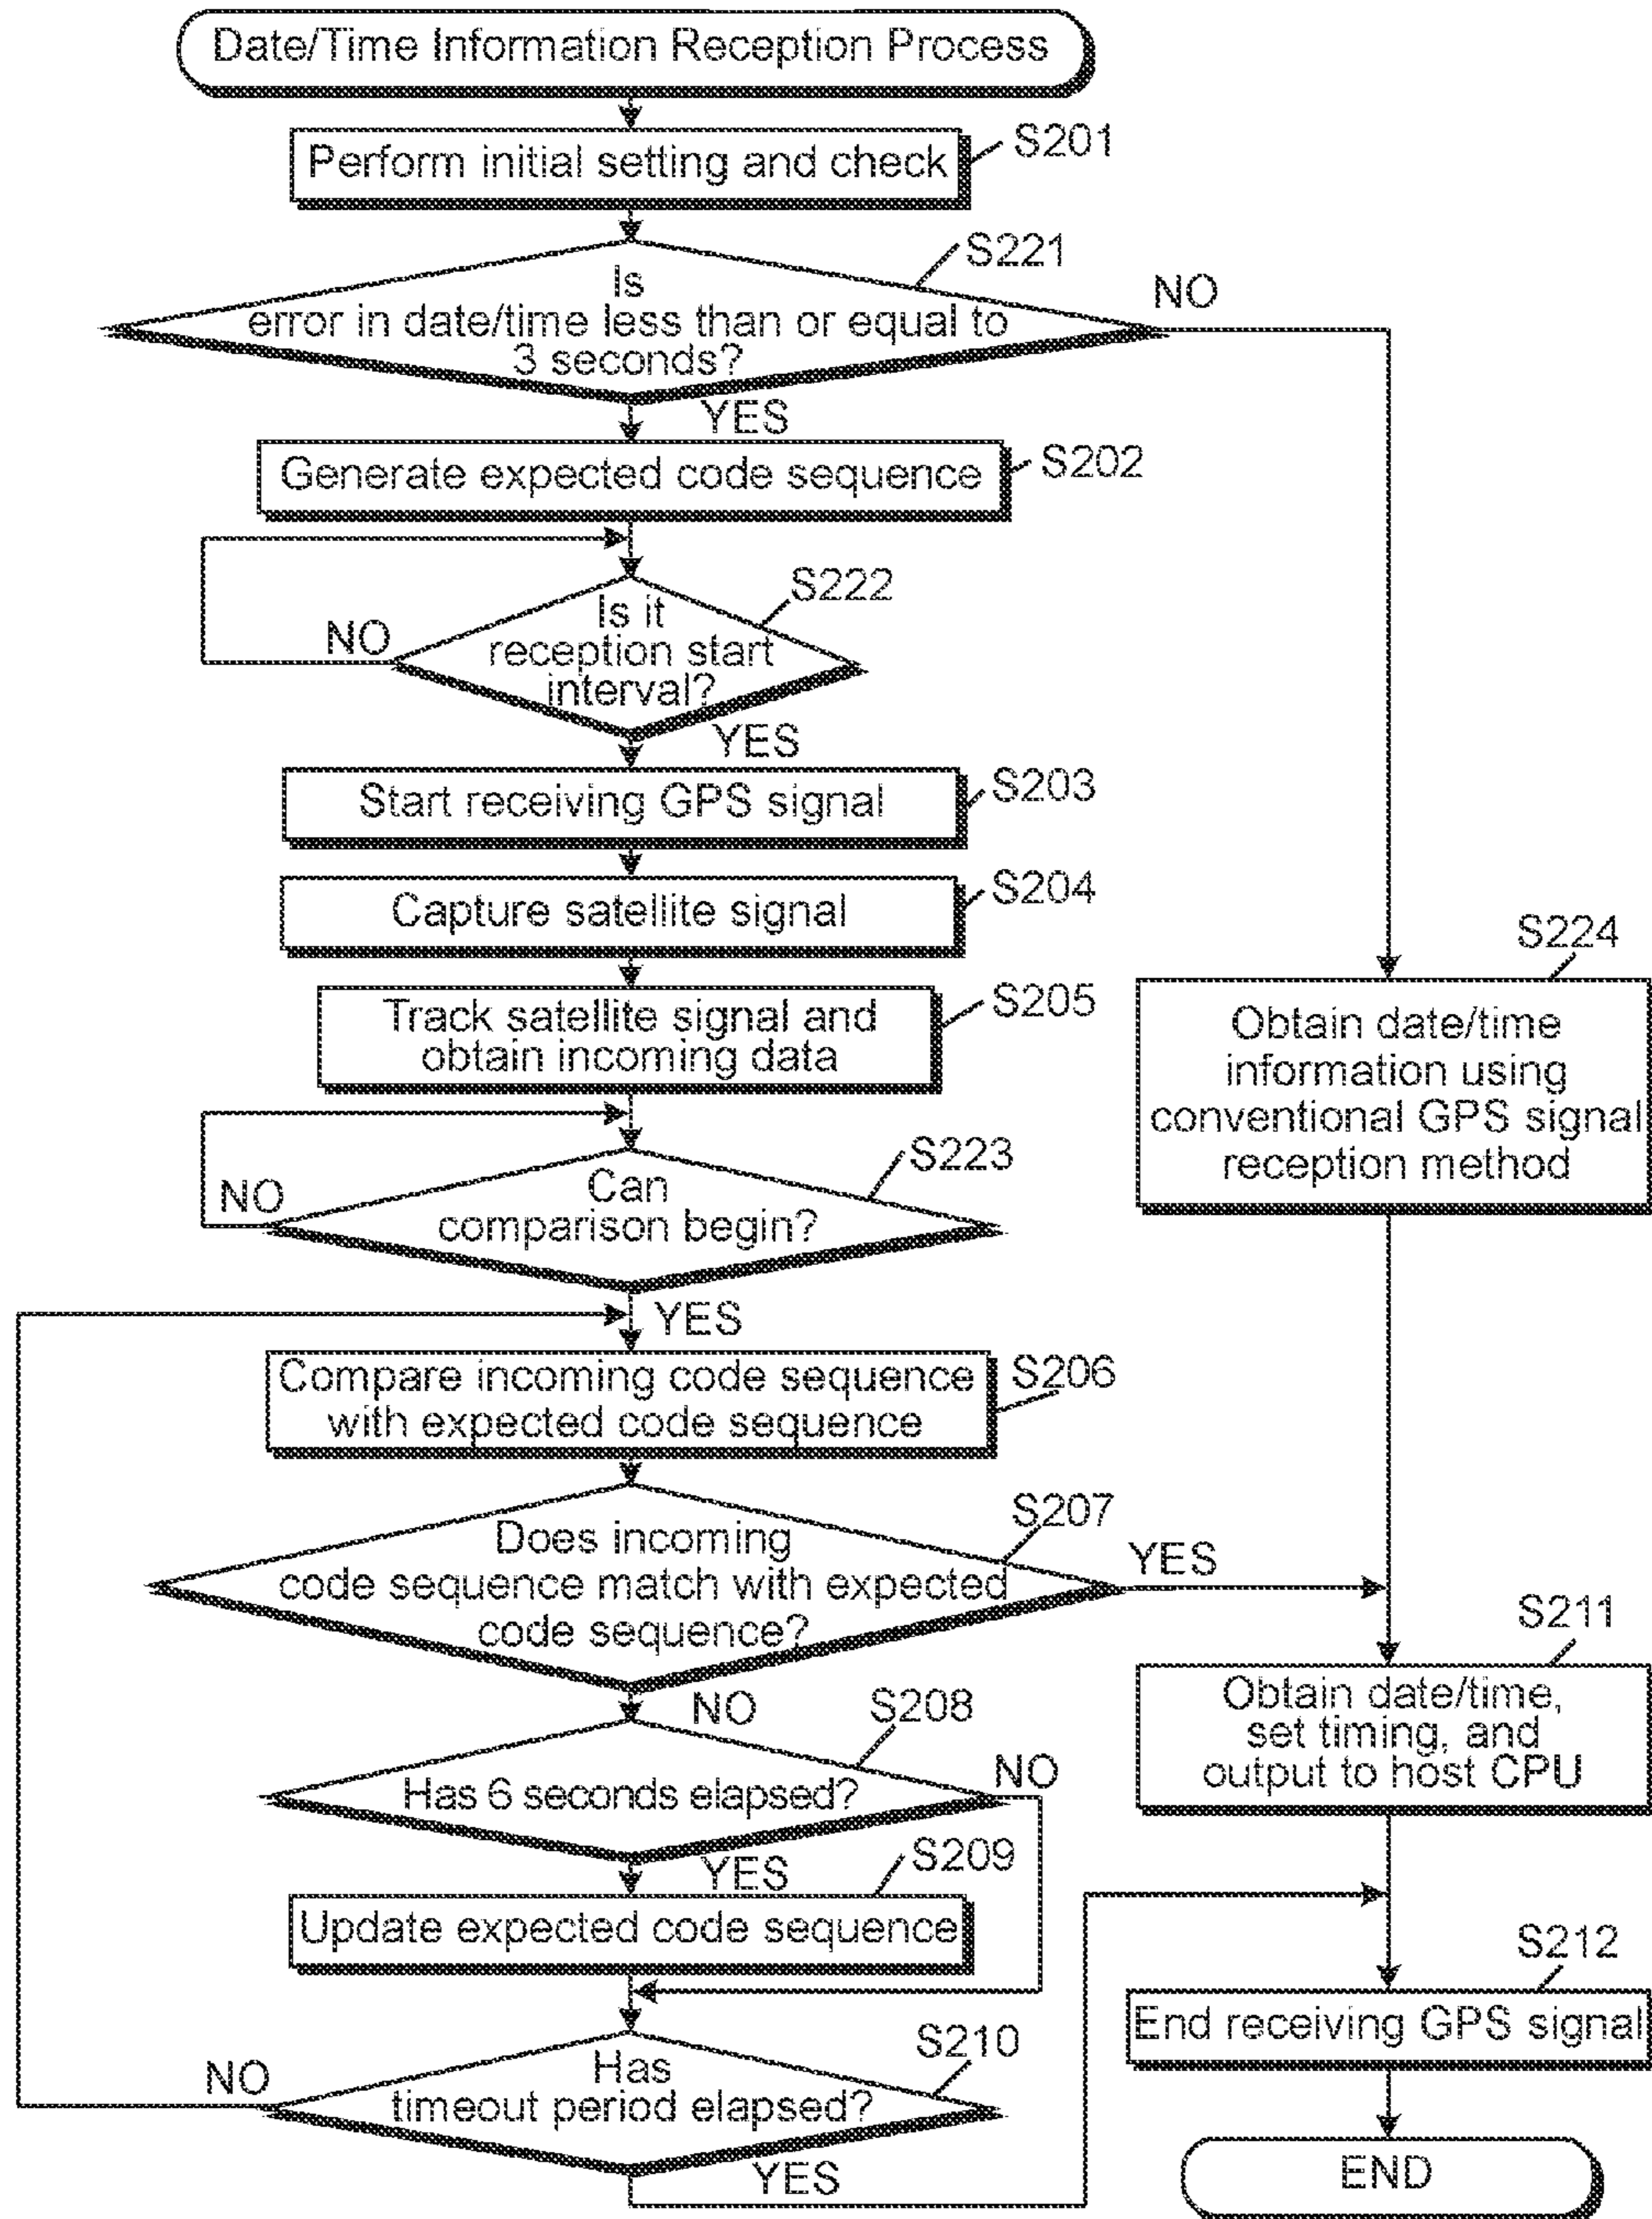 Date/Time Information Reception Process
Perform initial setting and check
S201
Is
error in date/time less than or equal to
3 seconds?
S221
NO
YES
Generate expected code sequence
S202
Is it
reception start
interval?
S222
NO
YES
Start receiving GPS signal
S203
Capture satellite signal
S204
Track satellite signal and
obtain incoming data
S205
Can
comparison begin?
S223
NO
YES
Compare incoming code sequence
with expected code sequence
S206
Does incoming
code sequence match with expected
code sequence?
S207
YES
NO
Has 6 seconds elapsed?
S208
NO
YES
Update expected code sequence
S209
Has
timeout period elapsed?
S210
NO
YES
S224
Obtain date/time
information using
conventional GPS signal
reception method
S211
Obtain date/time,
set timing, and
output to host CPU
S212
End receiving GPS signal
END